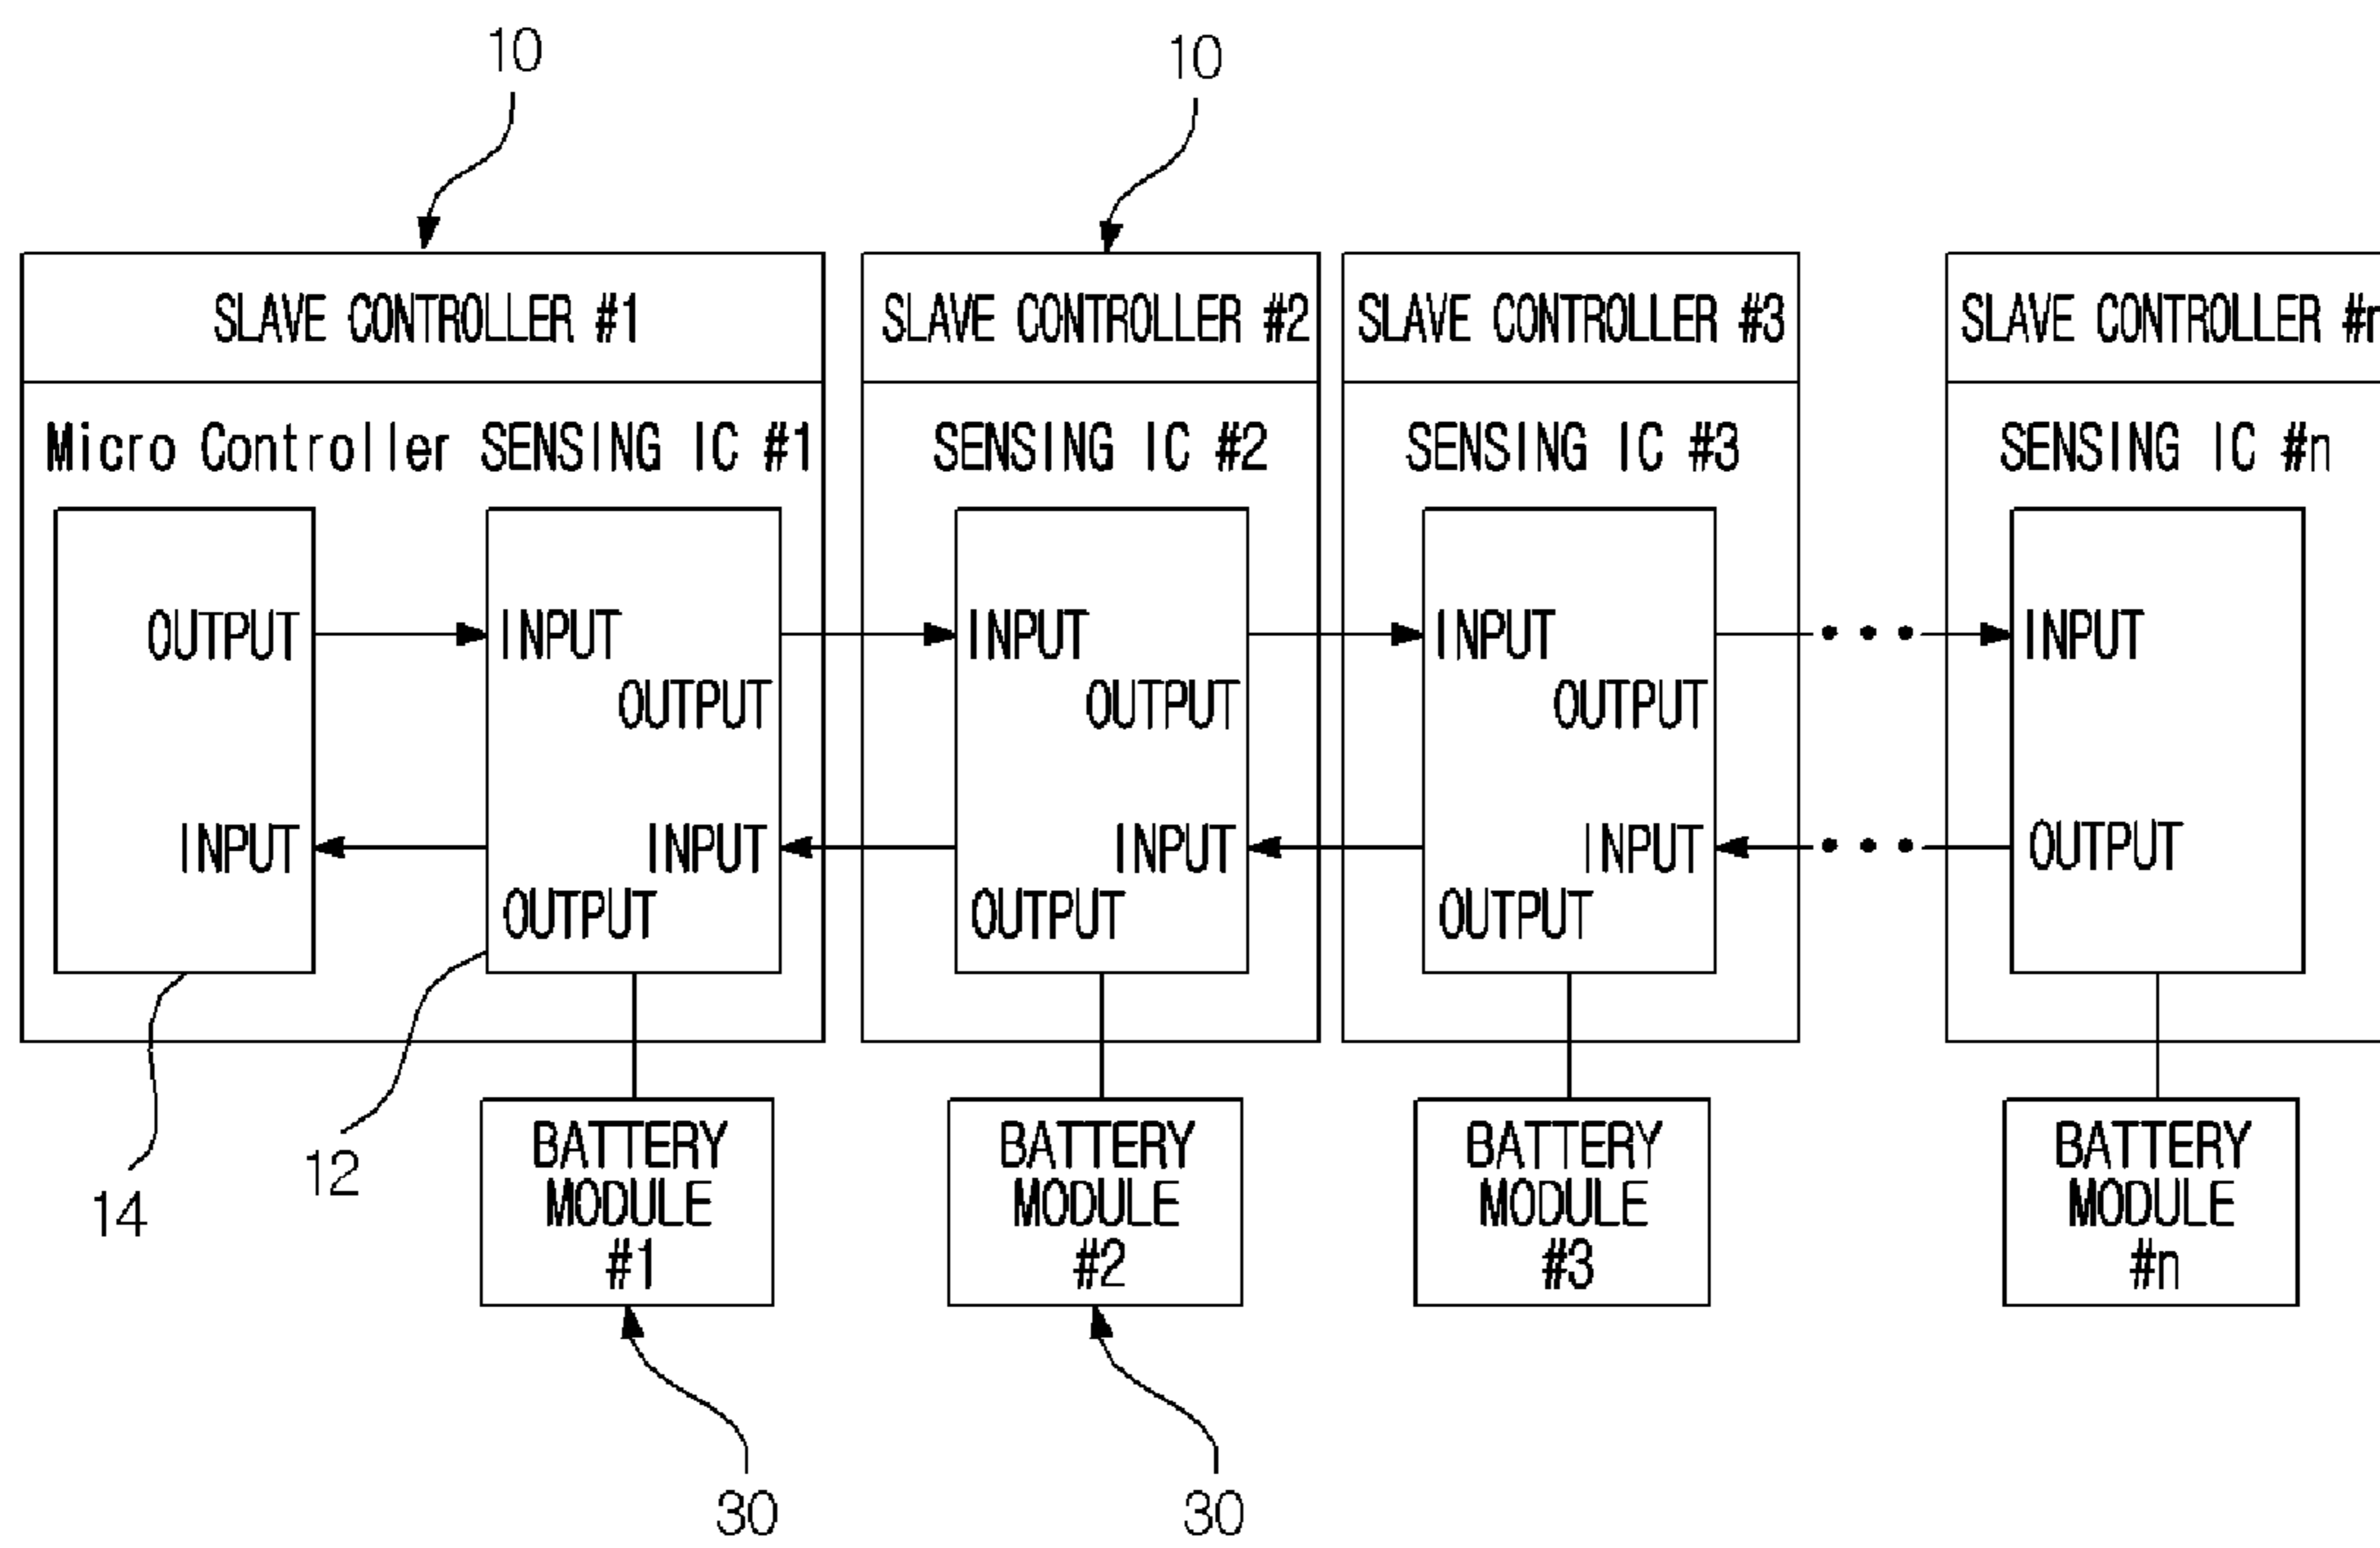 10
10
SLAVE CONTROLLER #1
SLAVE CONTROLLER #2
SLAVE CONTROLLER #3
SLAVE CONTROLLER #n
Micro Controller
SENSING IC #1
SENSING IC #2
SENSING IC #3
SENSING IC #n
OUTPUT
INPUT
INPUT
INPUT
INPUT
OUTPUT
OUTPUT
OUTPUT
INPUT
INPUT
INPUT
INPUT
OUTPUT
OUTPUT
OUTPUT
OUTPUT
14
12
BATTERY
MODULE
#1
BATTERY
MODULE
#2
BATTERY
MODULE
#3
BATTERY
MODULE
#n
30
30